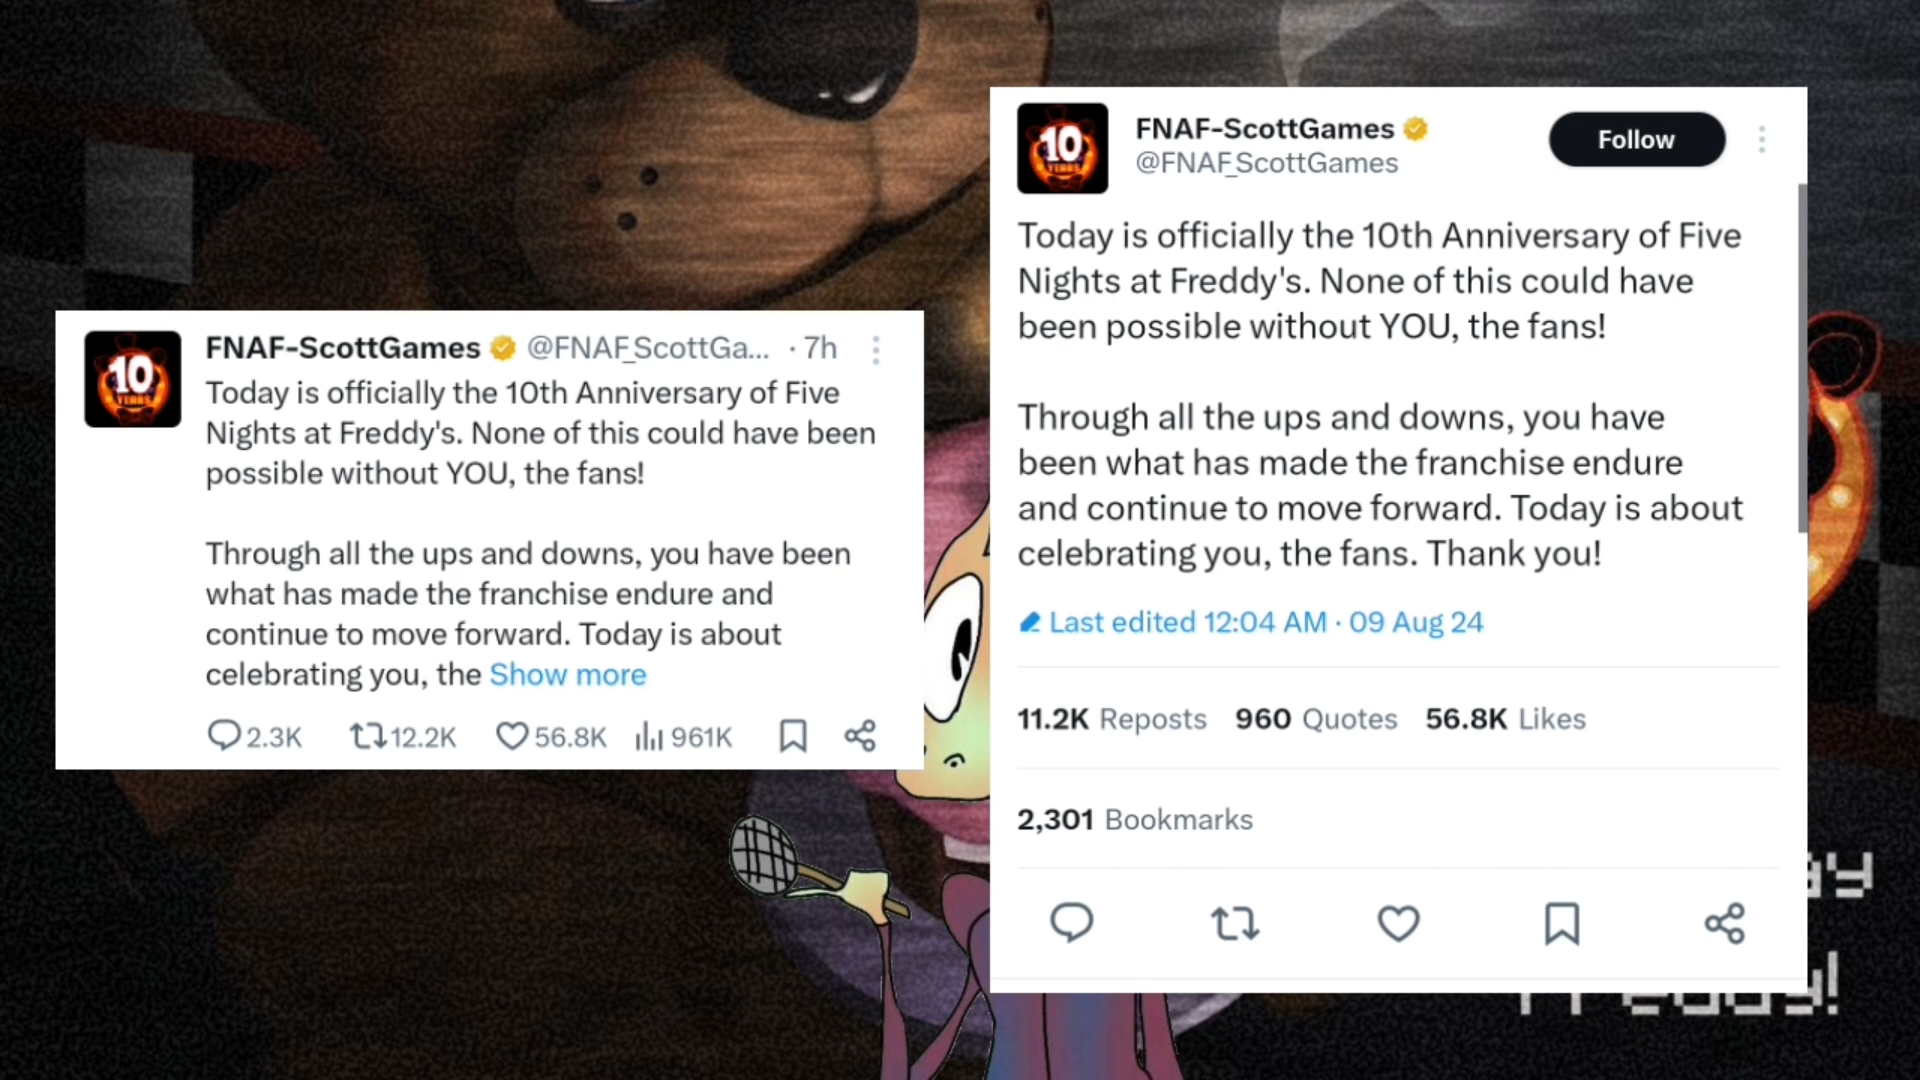 FNAF-ScottGames @FNAF_ScottGa... · 7h
10
YEARS
Today is officially the 10th Anniversary of Five
Nights at Freddy's. None of this could have been
possible without YOU, the fans!
Through all the ups and downs, you have been
what has made the franchise endure and
continue to move forward. Today is about
celebrating you, the Show more
2.3K 12.2K 56.8K 961K
FNAF-ScottGames
@FNAF_ScottGames
Follow
10
YEARS
Today is officially the 10th Anniversary of Five
Nights at Freddy's. None of this could have
been possible without YOU, the fans!
Through all the ups and downs, you have
been what has made the franchise endure
and continue to move forward. Today is about
celebrating you, the fans. Thank you!
Last edited 12:04 AM · 09 Aug 24
11.2K Reposts 960 Quotes 56.8K Likes
2,301 Bookmarks